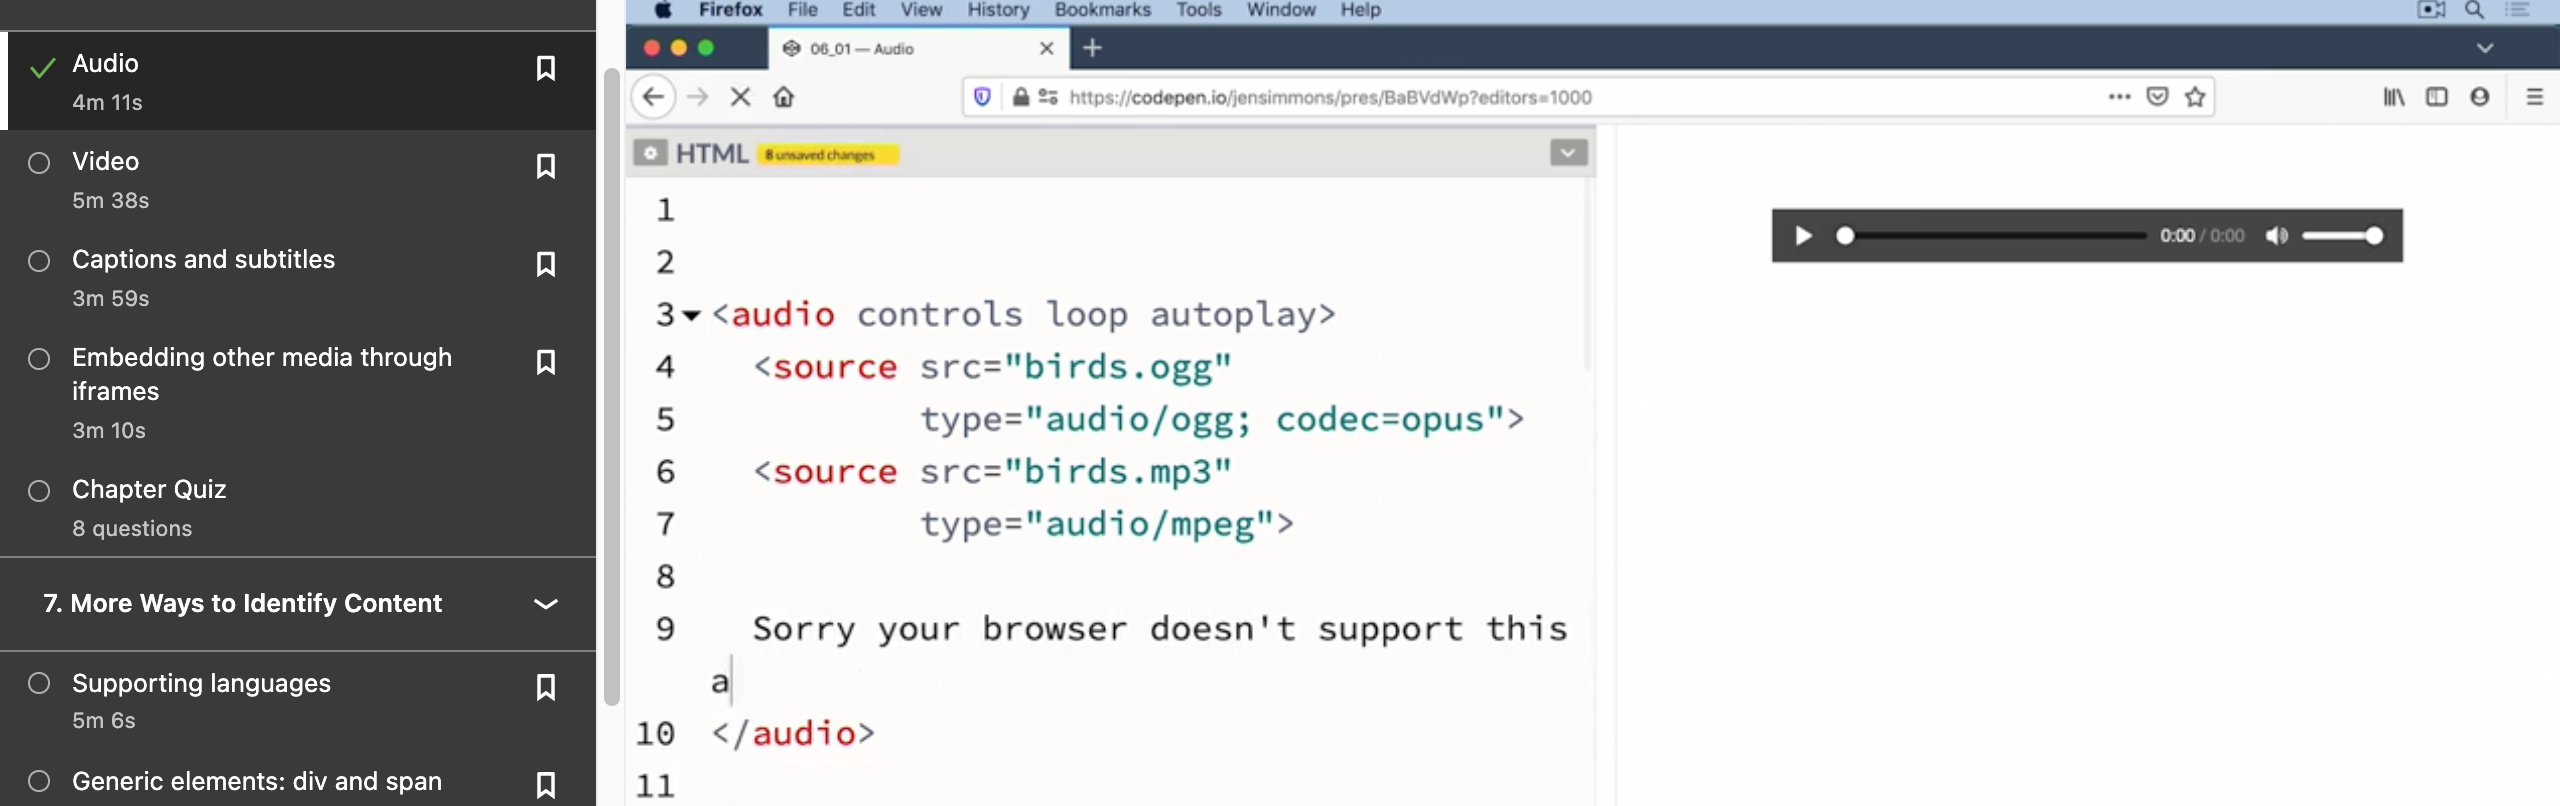 Audio
4m 11s
Video
5m 38s
Captions and subtitles
3m 59s
Embedding other media through
iframes
3m 10s
Chapter Quiz
8 questions
7. More Ways to Identify Content
Supporting languages
5m 6s
Generic elements: div and span
Firefox File Edit View History Bookmarks Tools Window Help
06_01 — Audio
https://codepen.io/jensimmons/pres/BaBVdWp?editors=1000
HTML 8 unsaved changes
1
2
3 <audio controls loop autoplay>
4 <source src="birds.ogg"
5 type="audio/ogg; codec=opus">
6 <source src="birds.mp3"
7 type="audio/mpeg">
8
9 Sorry your browser doesn't support this
a
10 </audio>
11
0:00 / 0:00